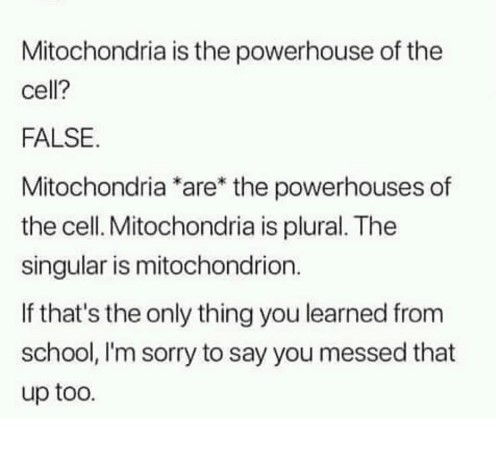 Mitochondria is the powerhouse of the
cell?
FALSE.
Mitochondria *are* the powerhouses of
the cell. Mitochondria is plural. The
singular is mitochondrion.
If that's the only thing you learned from
school, I'm sorry to say you messed that
up too.